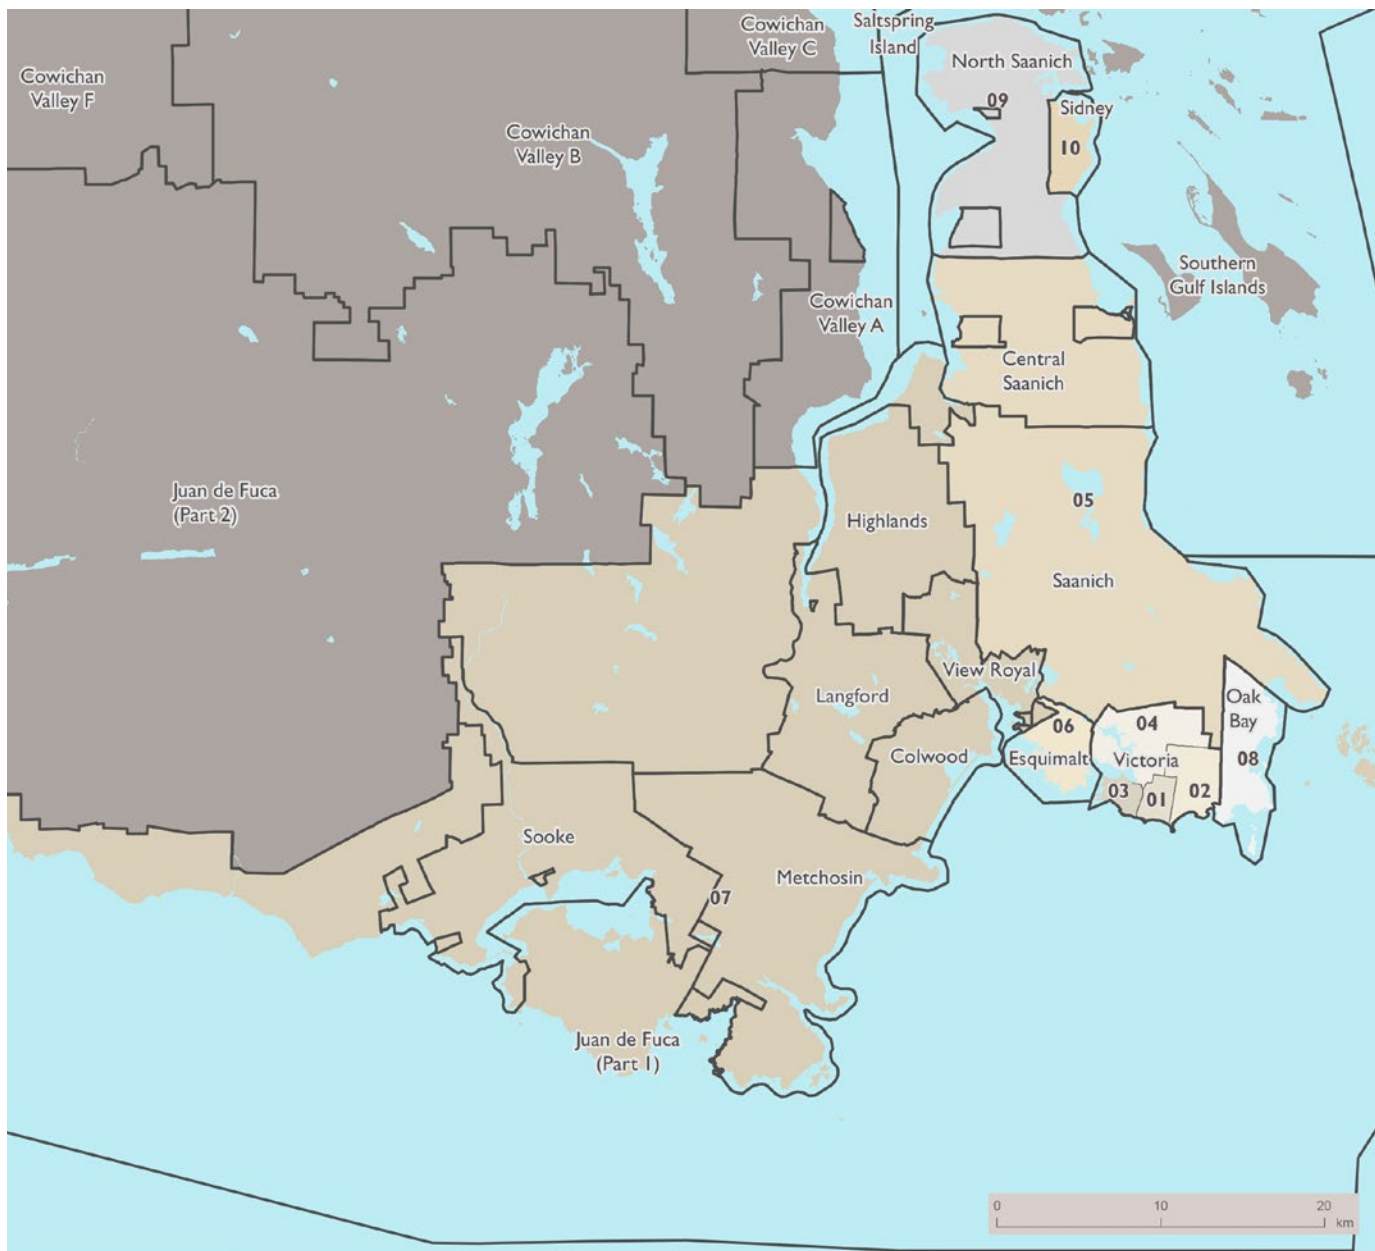 Cowichan
Valley C
Saltspring
Island
North Saanich
Cowichan
Valley F
09
Sidney
Cowichan
Valley B
10
Southern
Gulf Islands
Cowichan
Valley A
Central
Saanich
Juan de Fuca
(Part 2)
05
Highlands
Saanich
View Royal
Langford
Oak
Bay
04
06
Colwood
Esquimalt
Victoria
08
03
01
02
Sooke
Metchosin
07
Juan de Fuca
(Part 1)
0
10
20
km